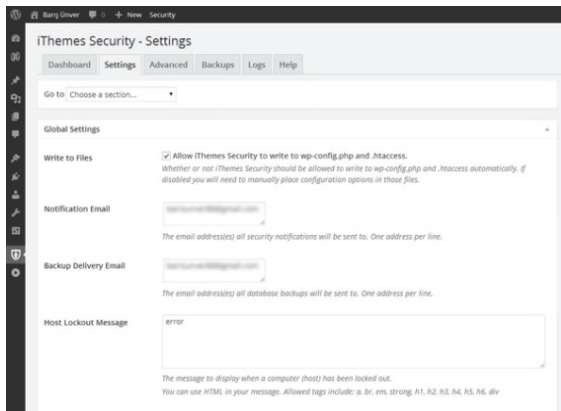 Barış Ünver 0 + New Security
iThemes Security - Settings
Dashboard Settings Advanced Backups Logs Help
Go to Choose a section...
Global Settings
Write to Files
Allow iThemes Security to write to wp-config.php and .htaccess.
Whether or not iThemes Security should be allowed to write to wp-config.php and .htaccess automatically. If
disabled you will need to manually place configuration options in those files.
Notification Email
The email address(es) all security notifications will be sent to. One address per line.
Backup Delivery Email
The email address(es) all database backups will be sent to. One address per line.
Host Lockout Message
error
The message to display when a computer (host) has been locked out.
You can use HTML in your message. Allowed tags include: a, br, em, strong, h1, h2, h3, h4, h5, h6, div